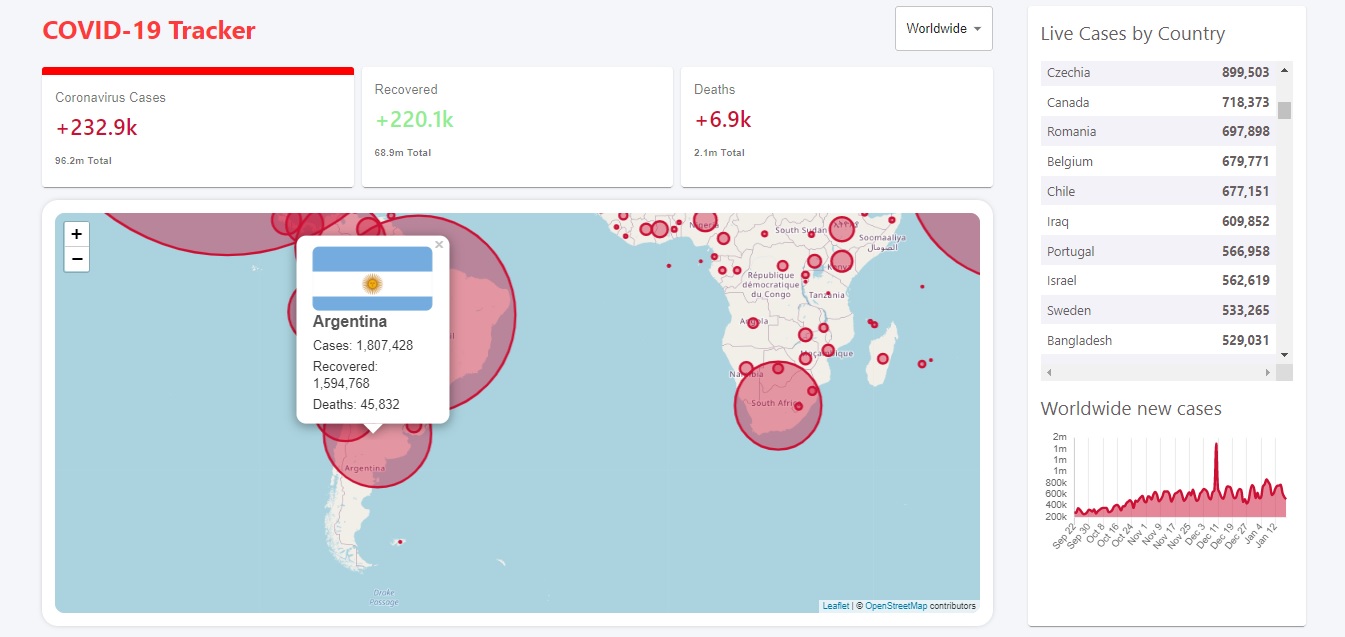 COVID-19 Tracker
Worldwide
Coronavirus Cases
+232.9k
96.2m Total
Recovered
+220.1k
68.9m Total
Deaths
+6.9k
2.1m Total
+
−
×
Argentina
Cases: 1,807,428
Recovered:
1,594,768
Deaths: 45,832
Argentina
Drake
Passage
Nigeria
South Sudan
Soomaaliya
الصومال
Kenya
République
démocratique
du Congo
Tanzania
Angola
Moçambique
Namibia
South Africa
Leaflet | © OpenStreetMap contributors
Live Cases by Country
Czechia 899,503
Canada 718,373
Romania 697,898
Belgium 679,771
Chile 677,151
Iraq 609,852
Portugal 566,958
Israel 562,619
Sweden 533,265
Bangladesh 529,031
Worldwide new cases
2m
1m
1m
1m
800k
600k
400k
200k
Sep 22
Sep 30
Oct 8
Oct 16
Oct 24
Nov 1
Nov 9
Nov 17
Nov 25
Dec 3
Dec 11
Dec 19
Dec 27
Jan 4
Jan 12